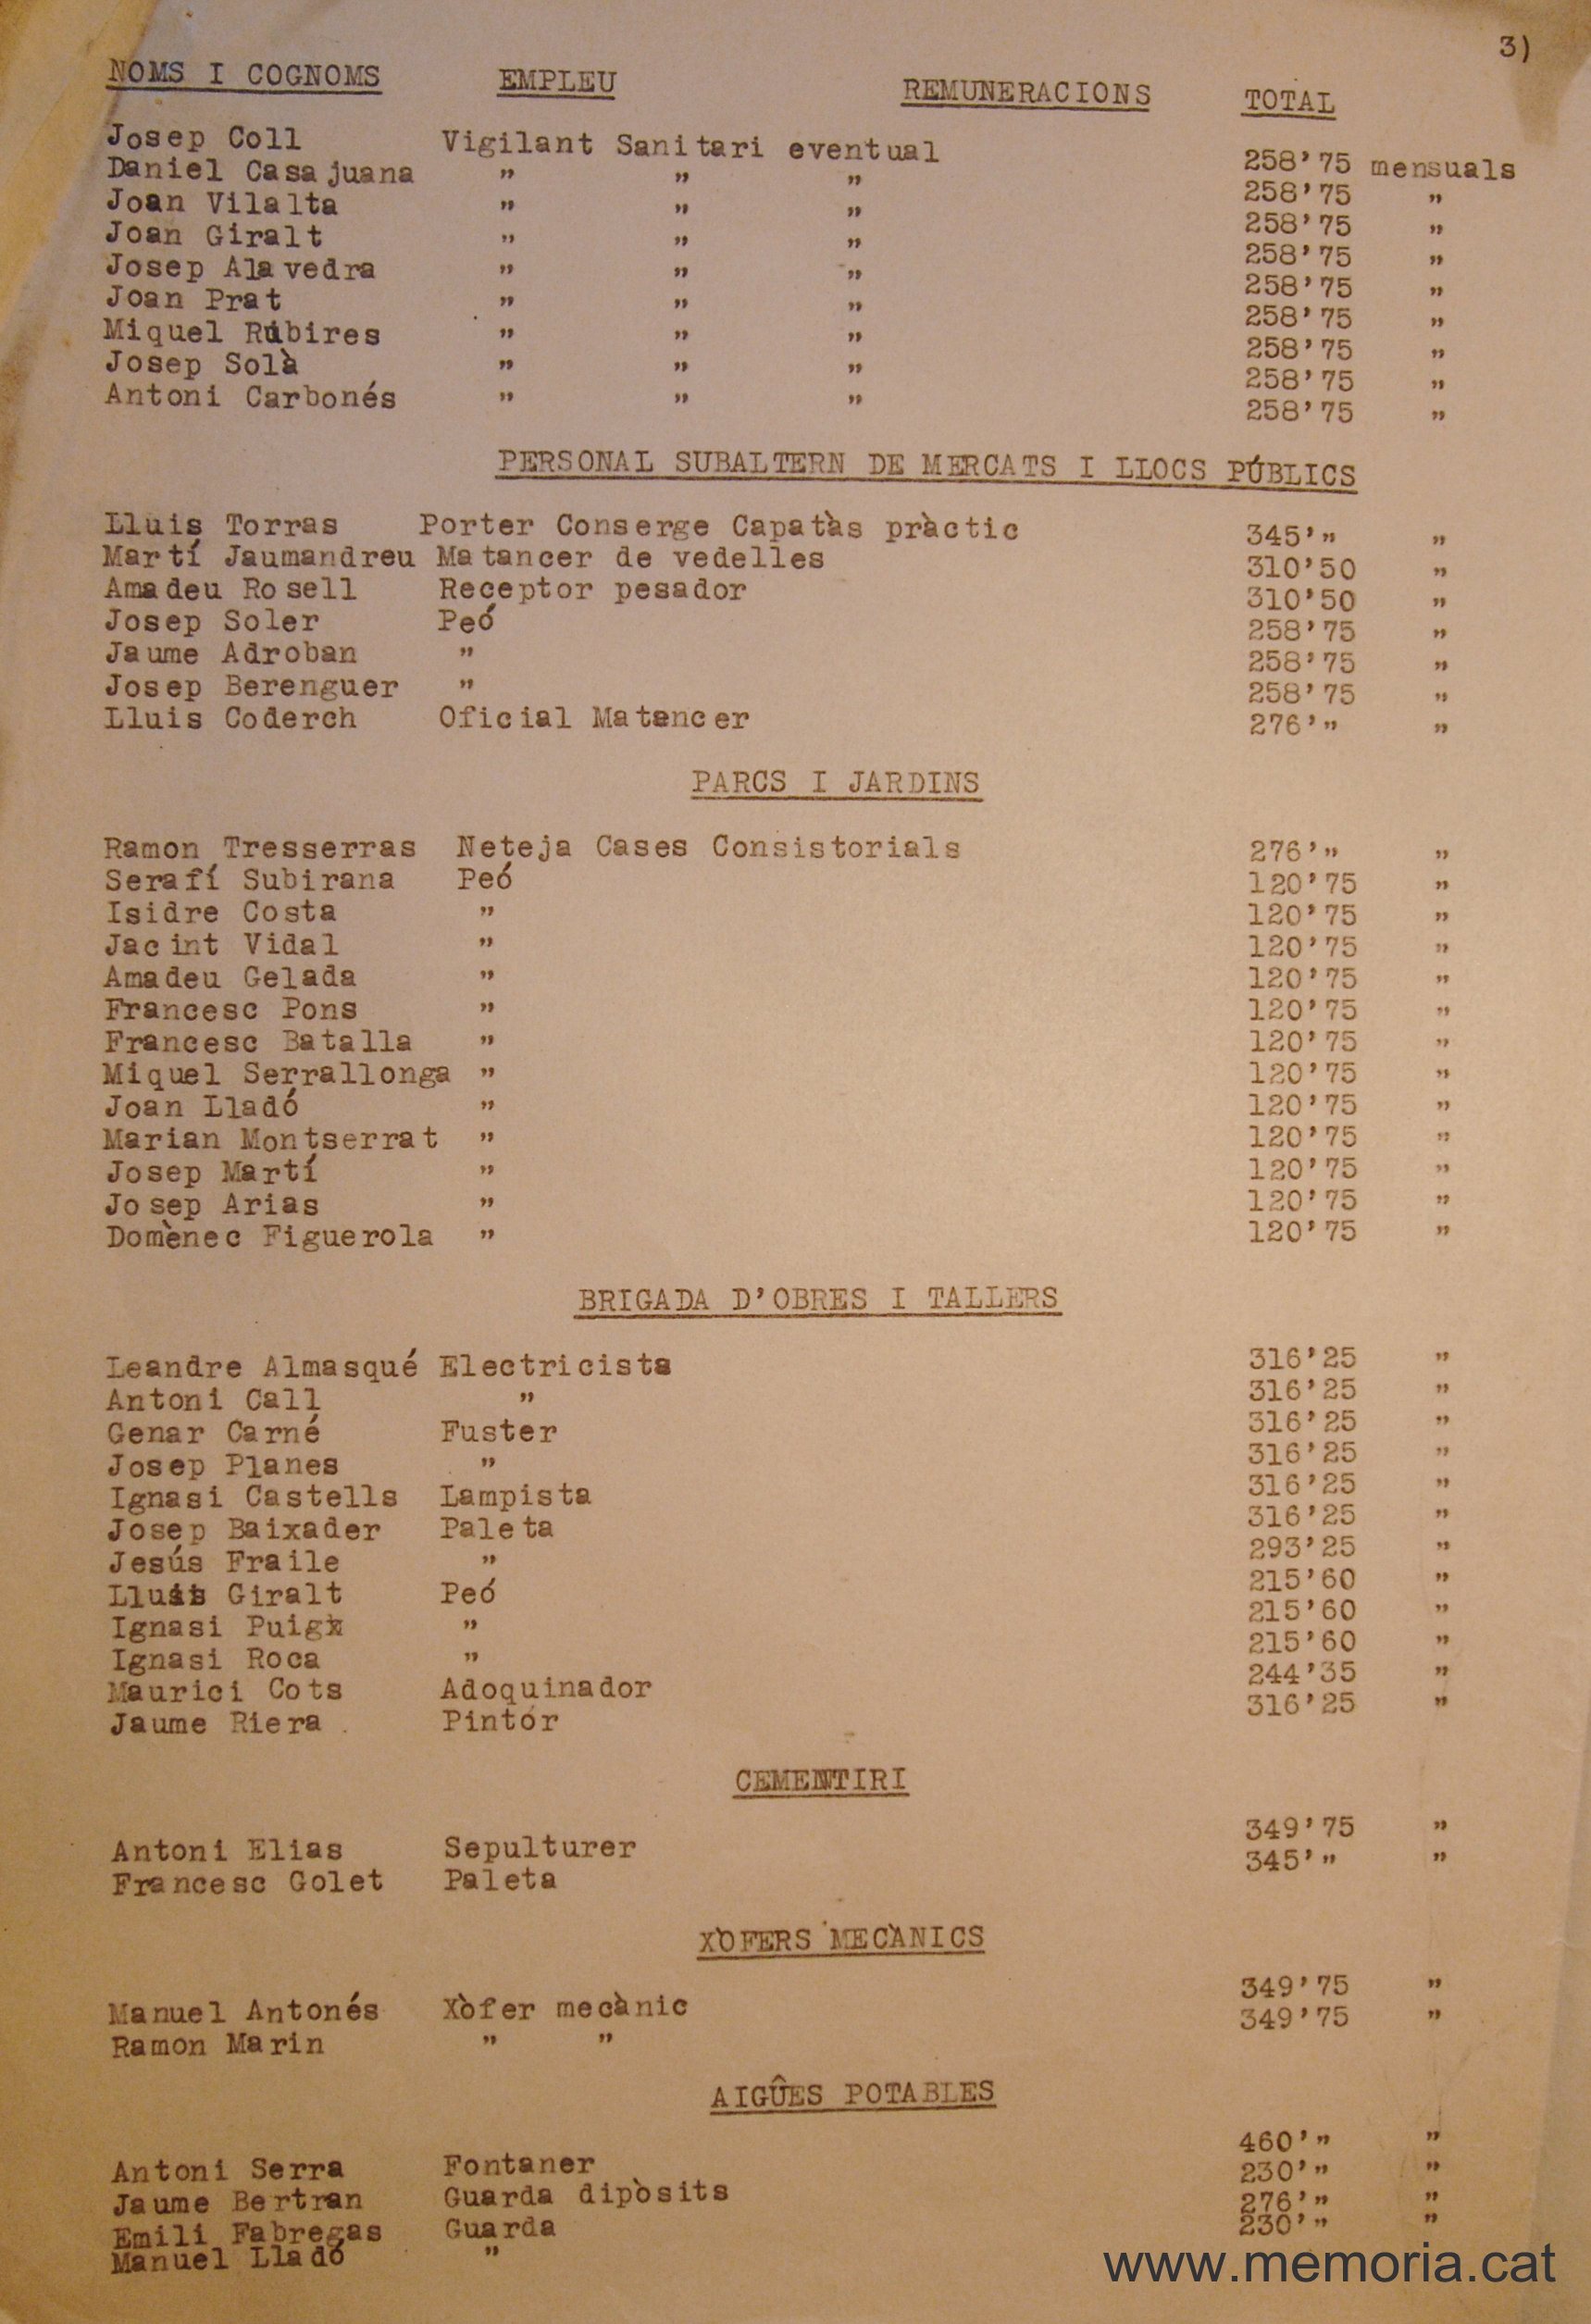 3)
NOMS I COGNOMS EMPLEU REMUNERACIONS TOTAL
Josep Coll Vigilant Sanitari eventual 258'75 mensuals
Daniel Casajuana " " " 258'75 "
Joan Vilalta " " " 258'75 "
Joan Giralt " " " 258'75 "
Josep Alavedra " " " 258'75 "
Joan Prat " " " 258'75 "
Miquel Rubires " " " 258'75 "
Josep Solà " " " 258'75 "
Antoni Carbonés " " " 258'75 "
PERSONAL SUBALTERN DE MERCATS I LLOCS PÚBLICS
Lluis Torras Porter Conserge Capatàs pràctic 345'" "
Martí Jaumandreu Matancer de vedelles 310'50 "
Amadeu Rosell Receptor pesador 310'50 "
Josep Soler Peó 258'75 "
Jaume Adroban " 258'75 "
Josep Berenguer " 258'75 "
Lluis Coderch Oficial Matancer 276'" "
PARCS I JARDINS
Ramon Tresserras Neteja Cases Consistorials 276'" "
Serafí Subirana Peó 120'75 "
Isidre Costa " 120'75 "
Jacint Vidal " 120'75 "
Amadeu Gelada " 120'75 "
Francesc Pons " 120'75 "
Francesc Batalla " 120'75 "
Miquel Serrallonga " 120'75 "
Joan Lladó " 120'75 "
Marian Montserrat " 120'75 "
Josep Martí " 120'75 "
Josep Arias " 120'75 "
Domènec Figuerola " 120'75 "
BRIGADA D'OBRES I TALLERS
Leandre Almasqué Electricista 316'25 "
Antoni Call " 316'25 "
Genar Carné Fuster 316'25 "
Josep Planes " 316'25 "
Ignasi Castells Lampista 316'25 "
Josep Baixader Paleta 316'25 "
Jesús Fraile " 293'25 "
Lluis Giralt Peó 215'60 "
Ignasi Puig " 215'60 "
Ignasi Roca " 215'60 "
Maurici Cots Adoquinador 244'35 "
Jaume Riera Pintór 316'25 "
CEMENTIRI
Antoni Elias Sepulturer 349'75 "
Francesc Golet Paleta 345'" "
XÒFERS MECÀNICS
Manuel Antonés Xòfer mecànic 349'75 "
Ramon Marin " " 349'75 "
AIGÛES POTABLES
Antoni Serra Fontaner 460'" "
Jaume Bertran Guarda dipòsits 230'" "
Emili Fabregas Guarda 276'" "
Manuel Lladó " 230'" "
www.memoria.cat